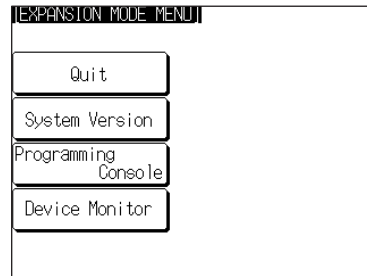 [EXPANSION MODE MENU]
Quit
System Version
Programming
Console
Device Monitor